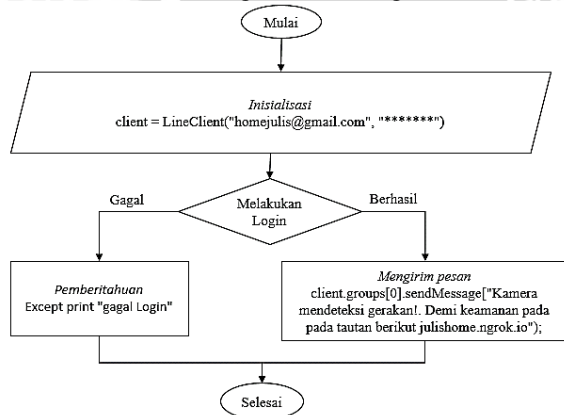 Mulai
Inisialisasi
client = LineClient("homejulis@gmail.com", "*******")
Gagal
Melakukan
Login
Berhasil
Pemberitahuan
Except print "gagal Login"
Mengirim pesan
client.groups[0].sendMessage["Kamera
mendeteksi gerakan!. Demi keamanan pada
pada tautan berikut julishome.ngrok.io");
Selesai